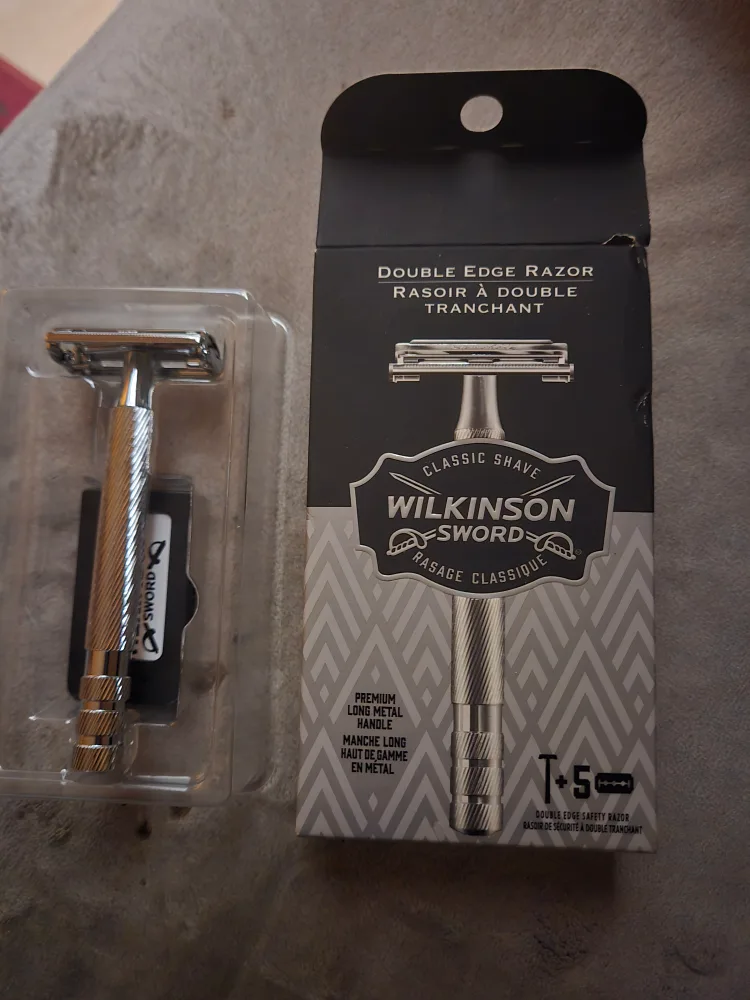 DOUBLE EDGE RAZOR
RASOIR À DOUBLE
TRANCHANT
CLASSIC SHAVE
WILKINSON
SWORD
RASAGE CLASSIQUE
PREMIUM
LONG METAL
HANDLE
MANCHE LONG
HAUT DE GAMME
EN MÉTAL
+5
DOUBLE EDGE SAFETY RAZOR
RASOIR DE SÉCURITÉ À DOUBLE TRANCHANT
SWORD